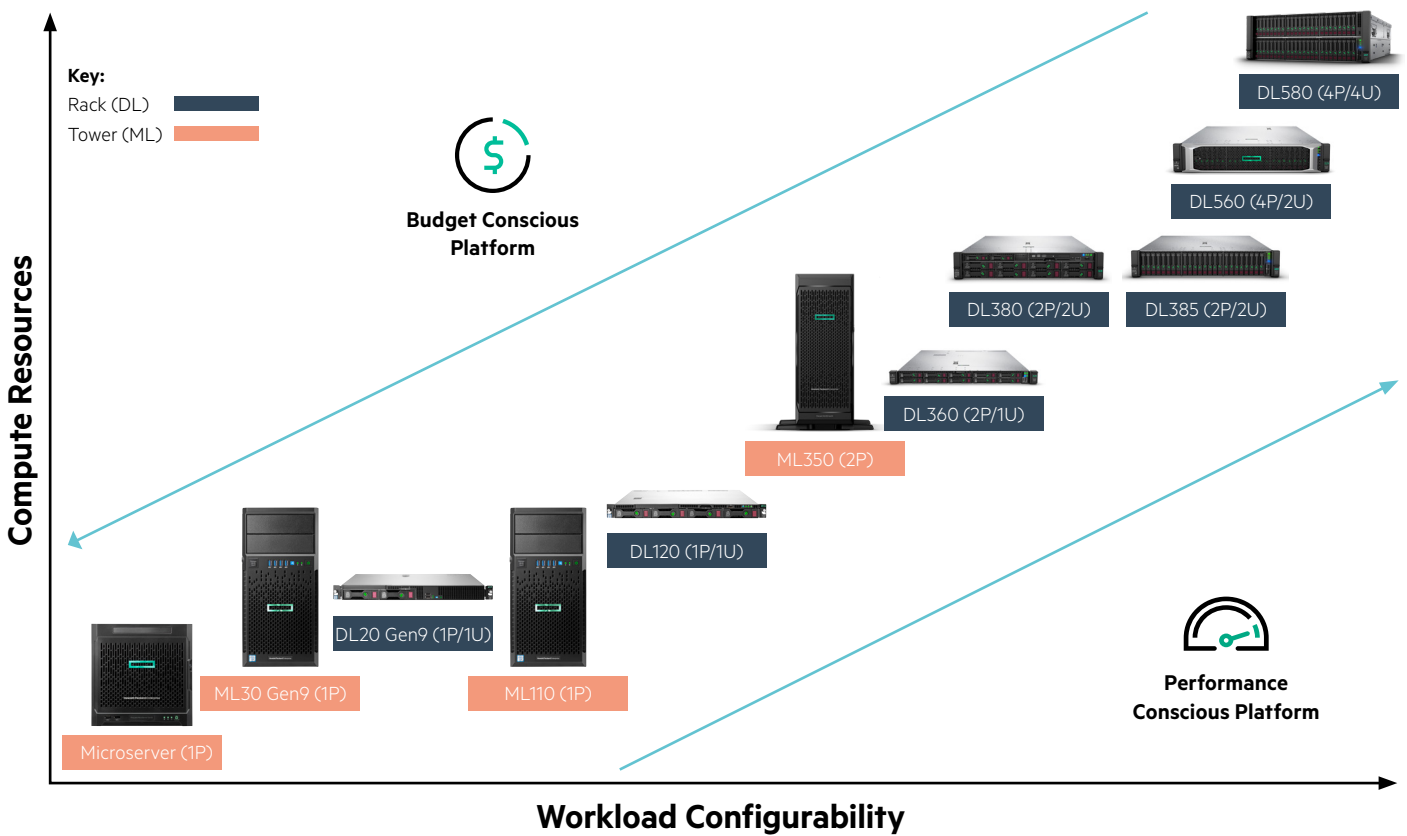 Key:
Rack (DL)
Tower (ML)
$
Budget Conscious
Platform
DL580 (4P/4U)
DL560 (4P/2U)
DL380 (2P/2U)
DL385 (2P/2U)
DL360 (2P/1U)
ML350 (2P)
DL120 (1P/1U)
DL20 Gen9 (1P/1U)
ML30 Gen9 (1P)
ML110 (1P)
Microserver (1P)
Performance
Conscious Platform
Compute Resources
Workload Configurability